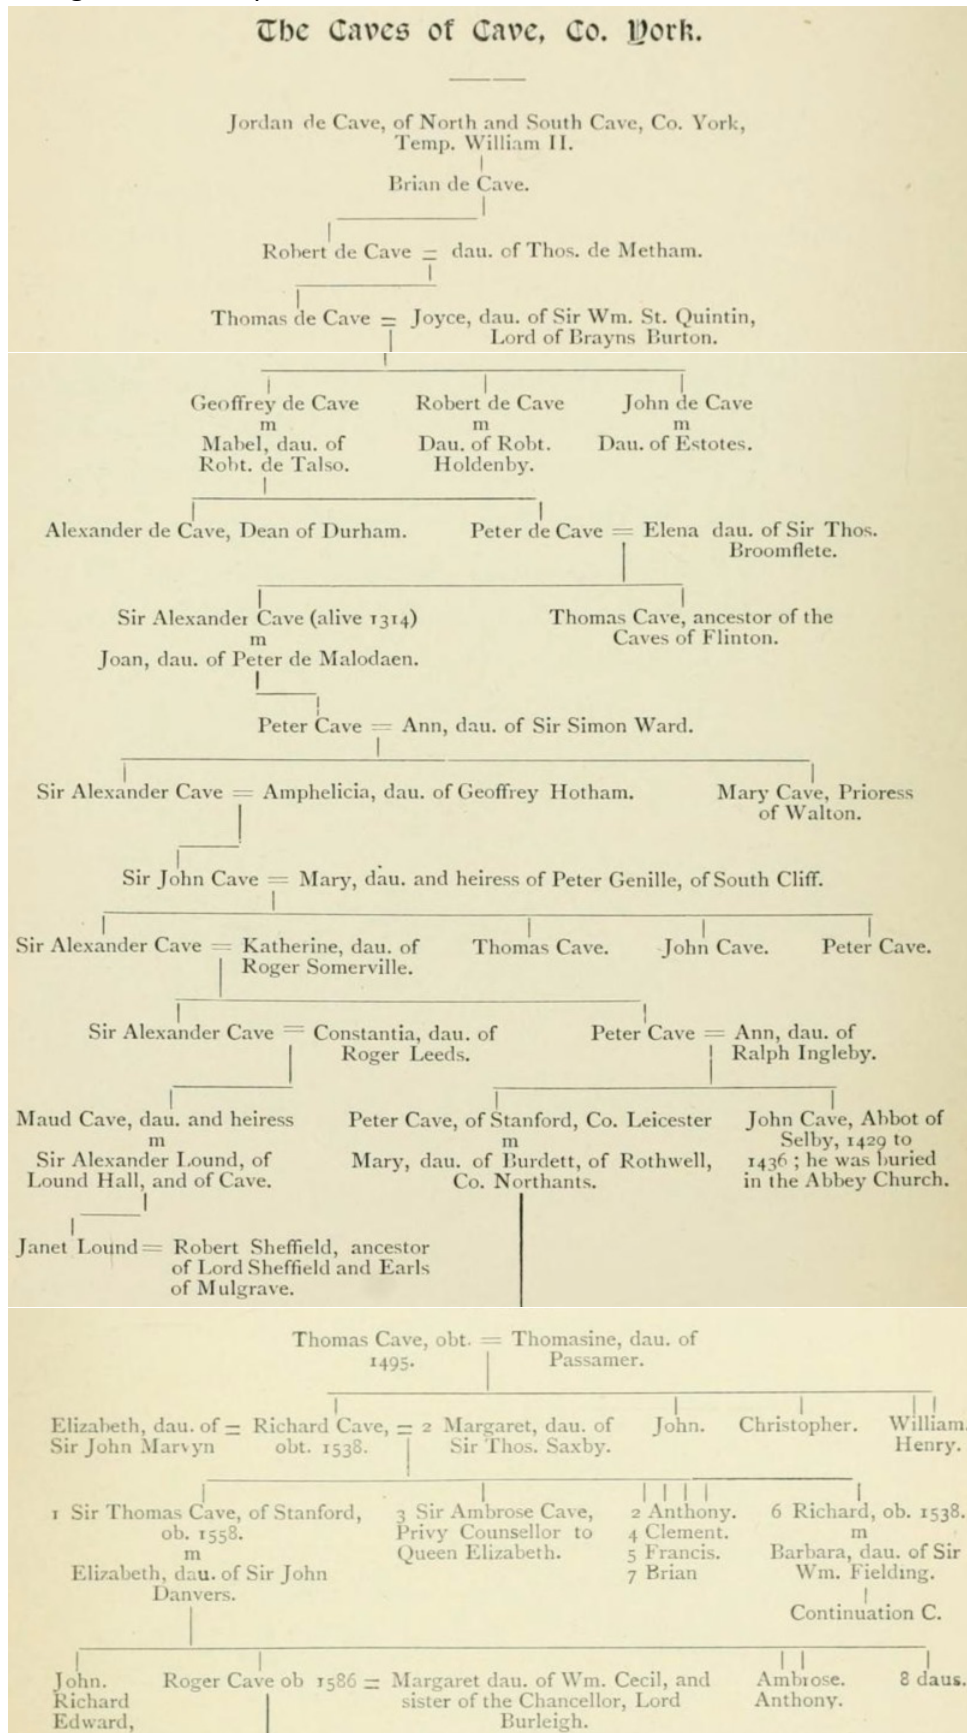 The Caves of Cave, Co. York.
Jordan de Cave, of North and South Cave, Co. York,
Temp. William II.
Brian de Cave.
Robert de Cave = dau. of Thos. de Metham.
Thomas de Cave = Joyce, dau. of Sir Wm. St. Quintin,
Lord of Brayns Burton.
Geoffrey de Cave Robert de Cave John de Cave
m m m
Mabel, dau. of Dau. of Robt. Dau. of Estotes.
Robt. de Talso. Holdenby.
Alexander de Cave, Dean of Durham. Peter de Cave = Elena dau. of Sir Thos.
Broomflete.
Sir Alexander Cave (alive 1314) Thomas Cave, ancestor of the
m Caves of Flinton.
Joan, dau. of Peter de Malodaen.
Peter Cave = Ann, dau. of Sir Simon Ward.
Sir Alexander Cave = Amphelicia, dau. of Geoffrey Hotham. Mary Cave, Prioress
of Walton.
Sir John Cave = Mary, dau. and heiress of Peter Genille, of South Cliff.
Sir Alexander Cave = Katherine, dau. of Thomas Cave. John Cave. Peter Cave.
Roger Somerville.
Sir Alexander Cave = Constantia, dau. of Peter Cave = Ann, dau. of
Roger Leeds. Ralph Ingleby.
Maud Cave, dau. and heiress Peter Cave, of Stanford, Co. Leicester John Cave, Abbot of
m m Selby, 1429 to
Sir Alexander Lound, of Mary, dau. of Burdett, of Rothwell, 1436 ; he was buried
Lound Hall, and of Cave. Co. Northants. in the Abbey Church.
Janet Lound = Robert Sheffield, ancestor
of Lord Sheffield and Earls
of Mulgrave.
Thomas Cave, obt. = Thomasine, dau. of
1495. Passamer.
Elizabeth, dau. of = Richard Cave, = 2 Margaret, dau. of John. Christopher. William.
Sir John Marvyn obt. 1538. Sir Thos. Saxby. Henry.
1 Sir Thomas Cave, of Stanford, 3 Sir Ambrose Cave, 2 Anthony. 6 Richard, ob. 1538.
ob. 1558. Privy Counsellor to 4 Clement. m
m Queen Elizabeth. 5 Francis. Barbara, dau. of Sir
Elizabeth, dau. of Sir John 7 Brian Wm. Fielding.
Danvers. Continuation C.
John. Roger Cave ob 1586 = Margaret dau. of Wm. Cecil, and Ambrose. 8 daus.
Richard sister of the Chancellor, Lord Anthony.
Edward, Burleigh.